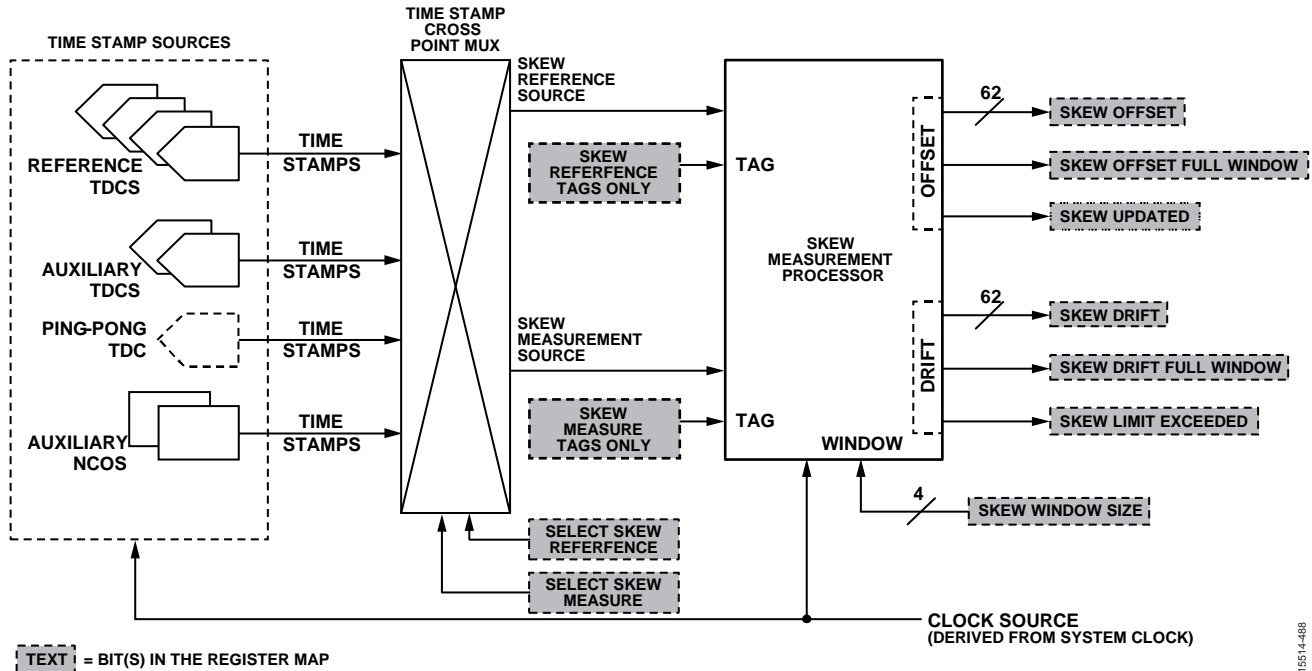 TIME STAMP SOURCES
REFERENCE
TDCS
TIME
STAMPS
AUXILIARY
TDCS
TIME
STAMPS
PING-PONG
TDC
TIME
STAMPS
AUXILIARY
NCOS
TIME
STAMPS
TIME STAMP
CROSS
POINT MUX
SKEW
REFERENCE
SOURCE
SKEW
REFERFENCE
TAGS ONLY
TAG
SKEW
MEASUREMENT
SOURCE
SKEW
MEASURE
TAGS ONLY
TAG
SELECT SKEW
REFERFENCE
SELECT SKEW
MEASURE
SKEW
MEASUREMENT
PROCESSOR
WINDOW
OFFSET
62
SKEW OFFSET
SKEW OFFSET FULL WINDOW
SKEW UPDATED
DRIFT
62
SKEW DRIFT
SKEW DRIFT FULL WINDOW
SKEW LIMIT EXCEEDED
4
SKEW WINDOW SIZE
CLOCK SOURCE
(DERIVED FROM SYSTEM CLOCK)
TEXT = BIT(S) IN THE REGISTER MAP
15514-488